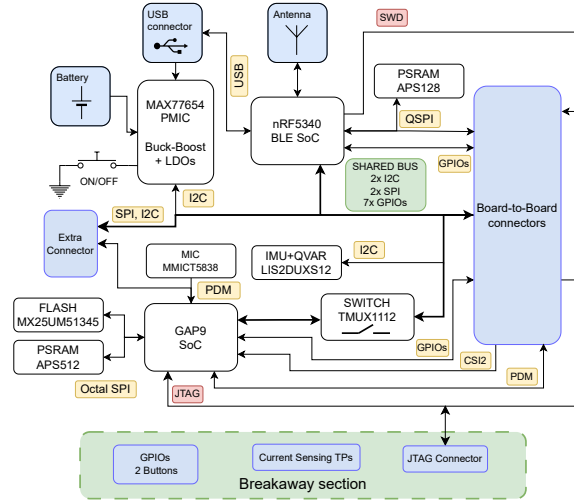 USB
connector
Antenna
SWD
Battery
USB
PSRAM
APS128
MAX77654
PMIC
Buck-Boost
+ LDOs
nRF5340
BLE SoC
QSPI
GPIOs
ON/OFF
I2C
SHARED BUS
2x I2C
2x SPI
7x GPIOs
Board-to-Board
connectors
SPI, I2C
Extra
Connector
MIC
MMICT5838
IMU+QVAR
LIS2DUXS12
I2C
PDM
FLASH
MX25UM51345
GAP9
SoC
SWITCH
TMUX1112
PSRAM
APS512
GPIOs
CSI2
PDM
Octal SPI
JTAG
GPIOs
2 Buttons
Current Sensing TPs
JTAG Connector
Breakaway section